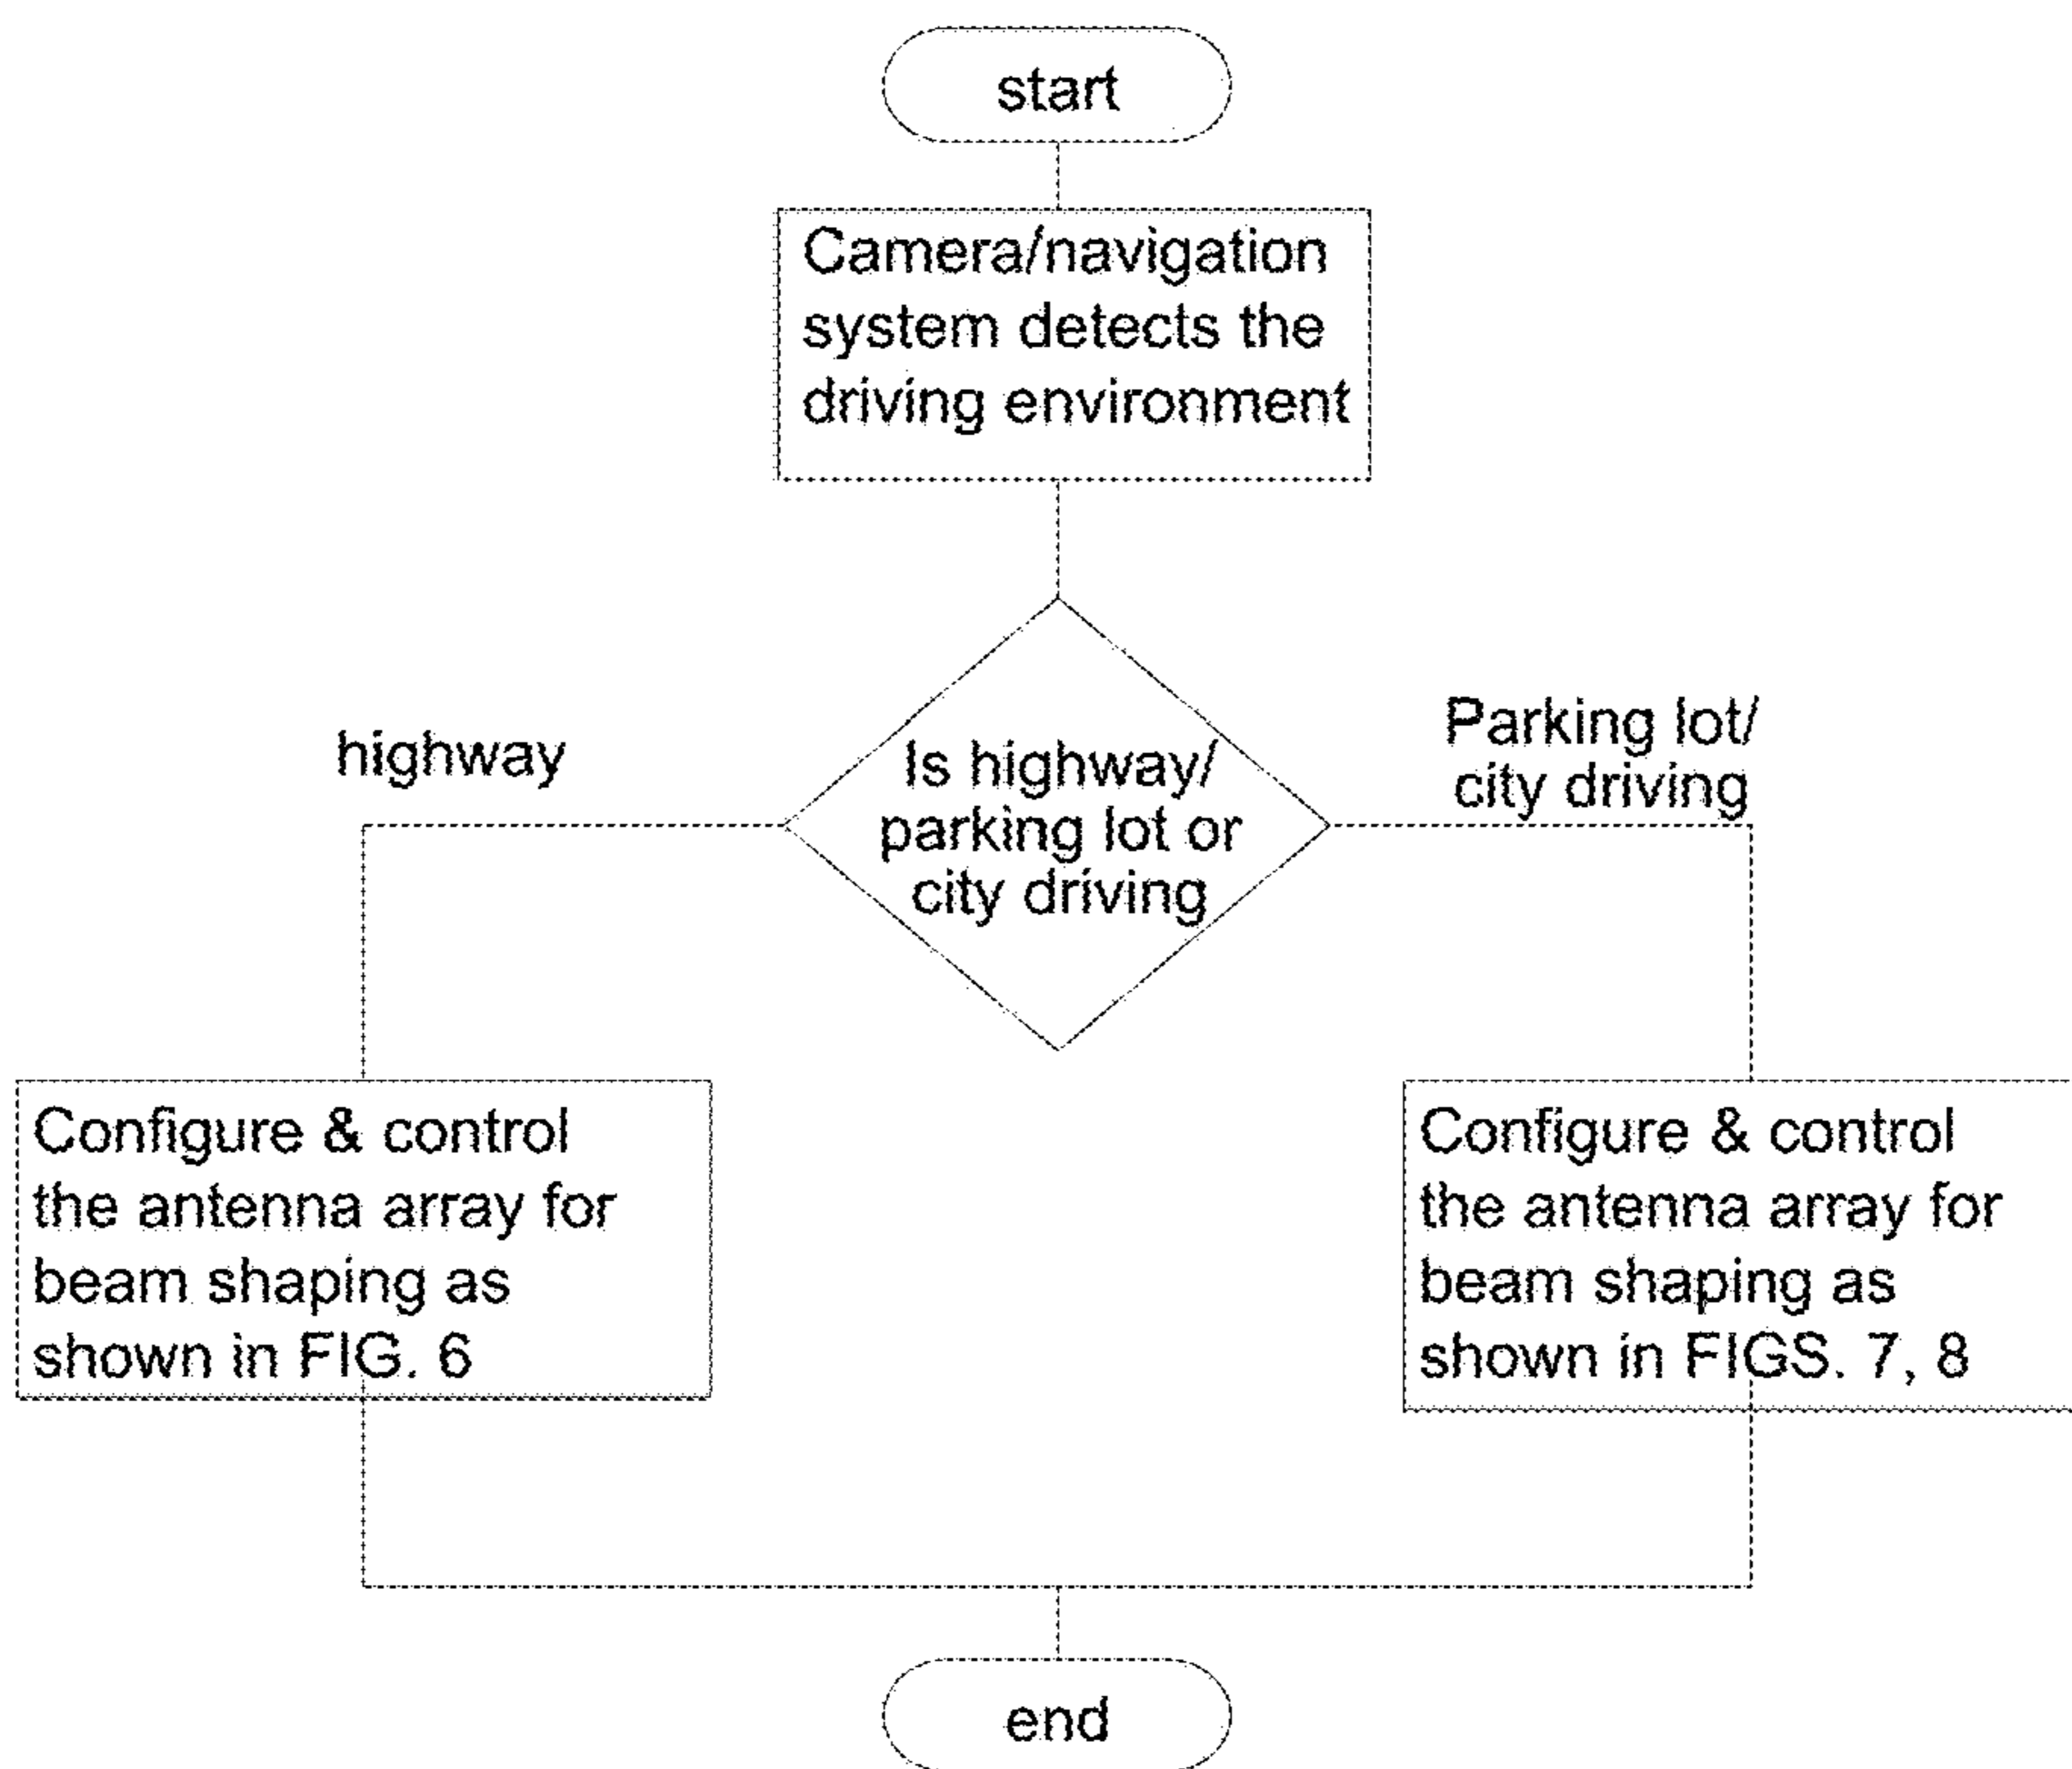 start
Camera/navigation
system detects the
driving environment
highway
Is highway/
parking lot or
city driving
Parking lot/
city driving
Configure & control
the antenna array for
beam shaping as
shown in FIG. 6
Configure & control
the antenna array for
beam shaping as
shown in FIGS. 7, 8
end